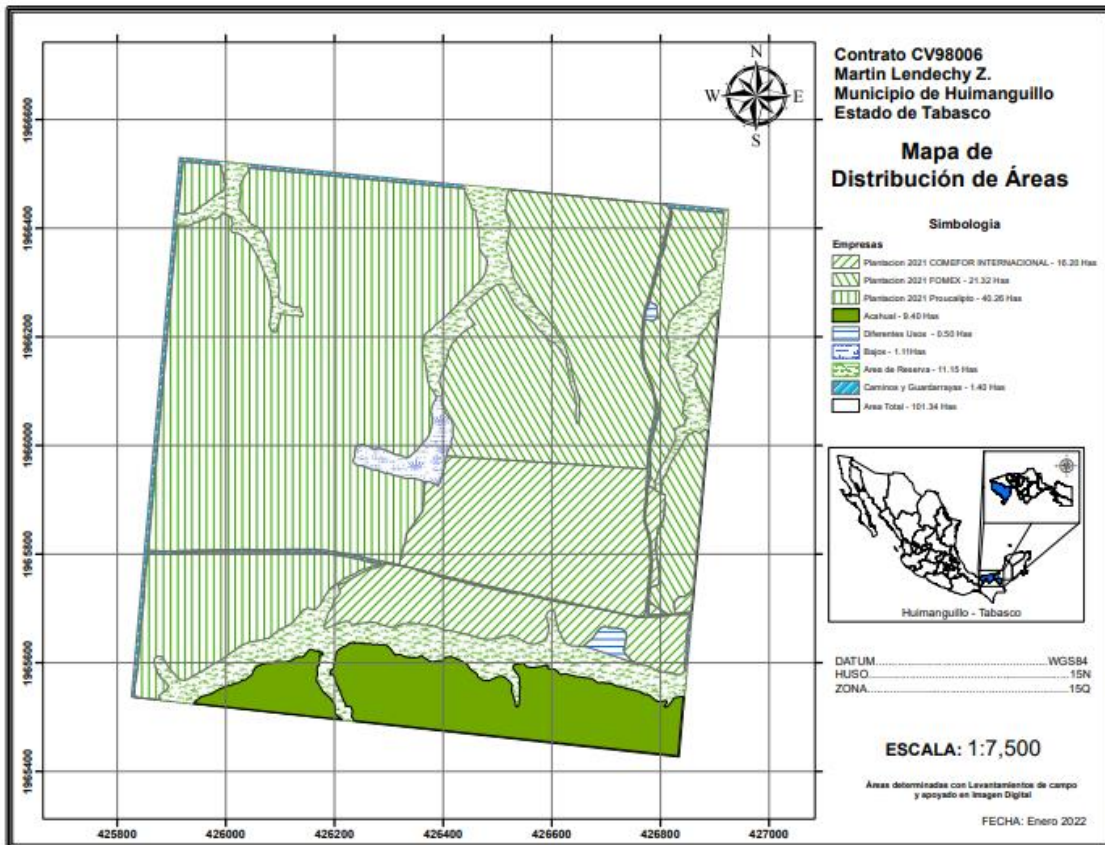 Contrato CV98006
Martin Lendechy Z.
Municipio de Huimanguillo
Estado de Tabasco
Mapa de
Distribución de Áreas
Simbologia
Empresas
Plantacion 2021 COMEFOR INTERNACIONAL - 16.20 Has
Plantacion 2021 FOMEX - 21.32 Has
Plantacion 2021 Proucalipto - 40.26 Has
Acahual - 9.40 Has
Diferentes Usos - 0.50 Has
Bajos - 1.11Has
Area de Reserva - 11.15 Has
Caminos y Guardarrayas - 1.40 Has
Area Total - 101.34 Has
Huimanguillo - Tabasco
DATUM WGS84
HUSO 15N
ZONA 15Q
ESCALA: 1:7,500
Áreas determinadas con Levantamientos de campo
y apoyado en Imagen Digital
FECHA: Enero 2022
N
W E
S
1966600
1966400
1966200
1966000
1965800
1965600
1965400
425800 426000 426200 426400 426600 426800 427000